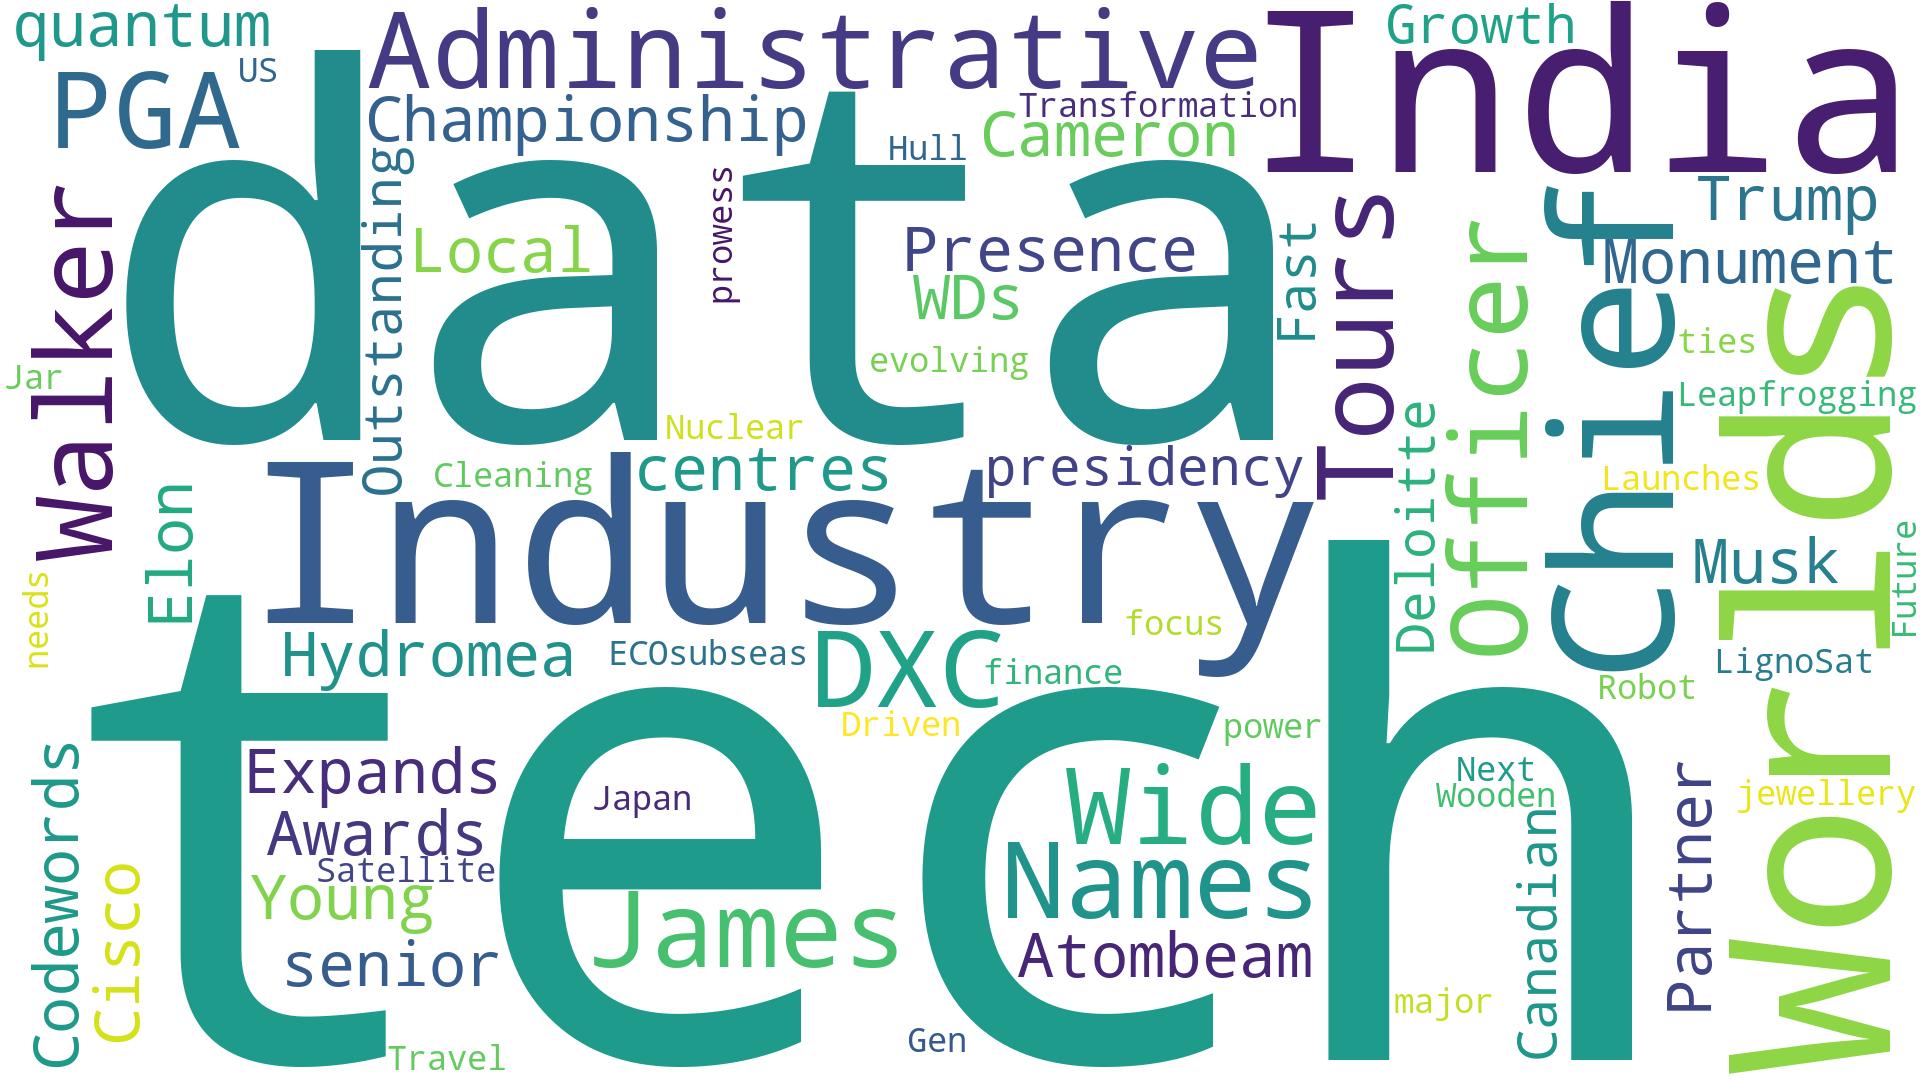 quantum
Administrative
India
Growth
PGA
US
data
Championship
Transformation
Cameron
Hull
Walker
Outstanding
Local
prowess
Presence
WDs
evolving
Fast
Tours
Officer
Chief
Trump
Monument
ties
Leapfrogging
Worlds
Jar
Nuclear
Cleaning
centres
presidency
Deloitte
Launches
Elon
Industry
Musk
Future
needs
Hydromea
ECOsubseas
DXC
finance
focus
LignoSat
Robot
tech
Driven
power
Expands
Japan
Wide
Next
Wooden
Partner
jewellery
Awards
Satellite
Young
James
Names
Canadian
Codewords
Cisco
senior
Atombeam
major
Travel
Gen